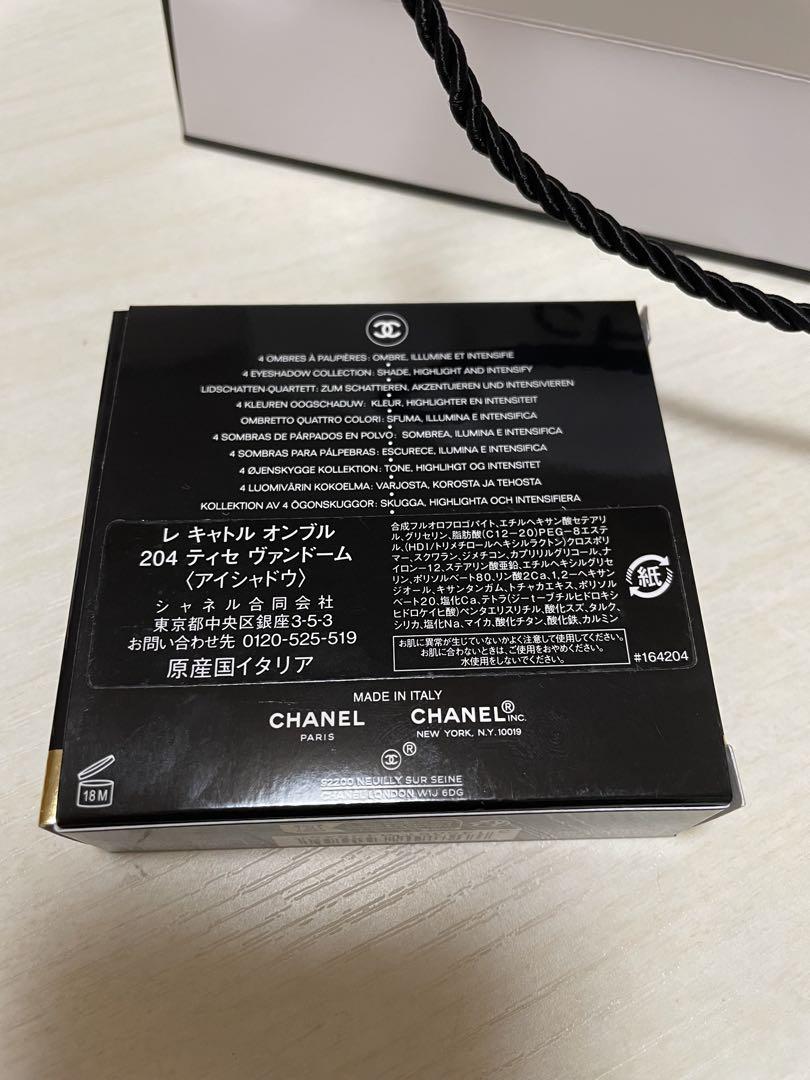 4 OMBRES À PAUPIÈRES: OMBRE, ILLUMINE ET INTENSIFIE
4 EYESHADOW COLLECTION: SHADE, HIGHLIGHT AND INTENSIFY
LIDSCHATTEN-QUARTETT: ZUM SCHATTIEREN, AKZENTUIEREN UND INTENSIVIEREN
4 KLEUREN OOGSCHADUW: KLEUR, HIGHLIGHTER EN INTENSITEIT
OMBRETTO QUATTRO COLORI: SFUMA, ILLUMINA E INTENSIFICA
4 SOMBRAS DE PÁRPADOS EN POLVO: SOMBREA, ILUMINA E INTENSIFICA
4 SOMBRAS PARA PÁLPEBRAS: ESCURECE, ILUMINA E INTENSIFICA
4 ØJENSKYGGE KOLLEKTION: TONE, HIGHLIHGT OG INTENSITET
4 LUOMIVÄRIN KOKOELMA: VARJOSTA, KOROSTA JA TEHOSTA
KOLLEKTION AV 4 ÖGONSKUGGOR: SKUGGA, HIGHLIGHTA OCH INTENSIFIERA
レ キャトル オンブル
204 ティセ ヴァンドーム
〈アイシャドウ〉
シャネル合同会社
東京都中央区銀座3-5-3
お問い合わせ先 0120-525-519
原産国イタリア
合成フルオロフロゴパイト、エチルヘキサン酸セテアリ
ル、グリセリン、脂肪酸(C12-20)PEG-8エステ
ル、(HDI/トリメチロールヘキシルラクトン)クロスポリ
マー、スクワラン、ジメチコン、カプリリルグリコール、ナ
イロン-12、ステアリン酸亜鉛、エチルヘキシルグリセ
リン、ポリソルベート80、リン酸2Ca、1,2-ヘキサン
ジオール、キサンタンガム、トチャカエキス、ポリソル
ベート20、塩化Ca、テトラ(ジ-t-ブチルヒドロキシ
ヒドロケイヒ酸)ペンタエリスリチル、酸化スズ、タルク、
シリカ、塩化Na、マイカ、酸化チタン、酸化鉄、カルミン
お肌に異常が生じていないかよく注意して使用してください。
お肌に合わないときは、ご使用をおやめください。
水使用をしないでください。
紙
#164204
MADE IN ITALY
CHANEL
PARIS
CHANEL® INC.
NEW YORK, N.Y. 10019
®
92200 NEUILLY SUR SEINE
CHANEL LONDON W1J 6DG
18 M